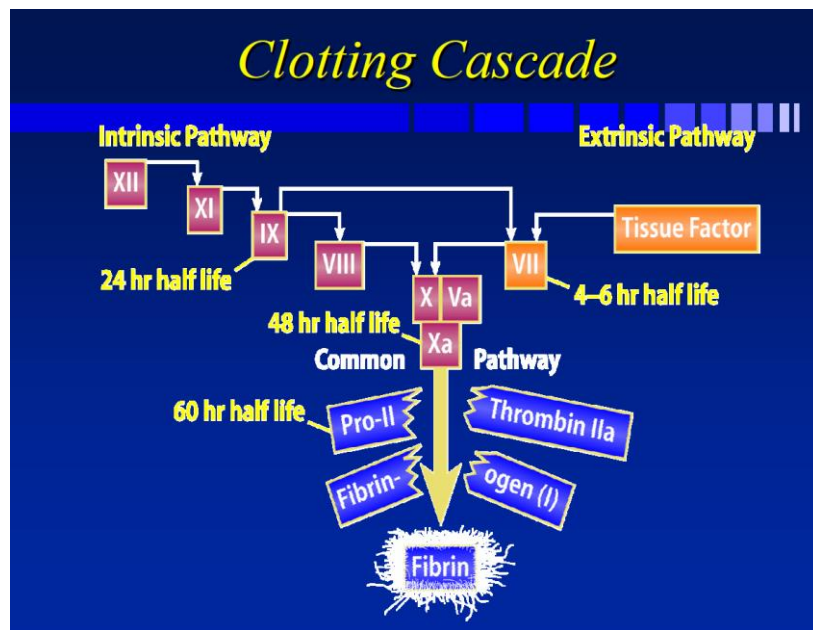 Clotting Cascade
Intrinsic Pathway
Extrinsic Pathway
XII
XI
IX
VIII
VII
Tissue Factor
24 hr half life
4–6 hr half life
X Va
48 hr half life
Xa
Common Pathway
60 hr half life
Pro-II
Thrombin IIa
Fibrin-
ogen (I)
Fibrin